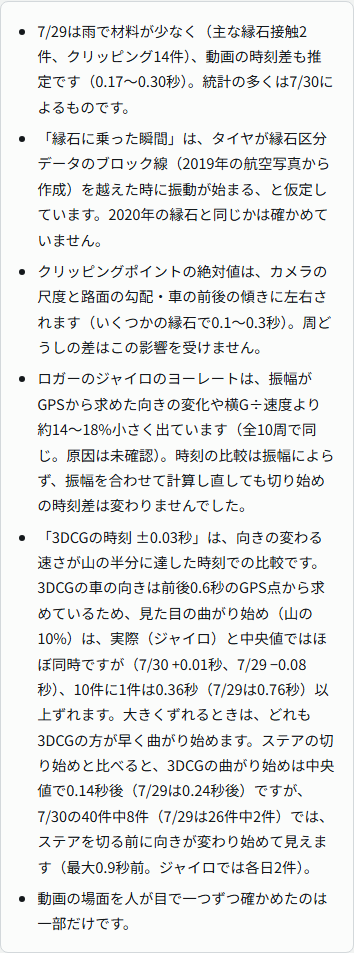 7/29は雨で材料が少なく（主な縁石接触2
件、クリッピング14件）、動画の時刻差も推
定です（0.17〜0.30秒）。統計の多くは7/30に
よるものです。
「縁石に乗った瞬間」は、タイヤが縁石区分
データのブロック線（2019年の航空写真から
作成）を越えた時に振動が始まる、と仮定し
ています。2020年の縁石と同じかは確かめて
いません。
クリッピングポイントの絶対値は、カメラの
尺度と路面の勾配・車の前後の傾きに左右さ
れます（いくつかの縁石で0.1〜0.3秒）。周ど
うしの差はこの影響を受けません。
ロガーのジャイロのヨーレートは、振幅が
GPSから求めた向きの変化や横G÷速度より
約14〜18%小さく出ています（全10周で同
じ。原因は未確認）。時刻の比較は振幅によら
ず、振幅を合わせて計算し直しても切り始め
の時刻差は変わりませんでした。
「3DCGの時刻 ±0.03秒」は、向きの変わる
速さが山の半分に達した時刻での比較です。
3DCGの車の向きは前後0.6秒のGPS点から求
めているため、見た目の曲がり始め（山の
10%）は、実際（ジャイロ）と中央値ではほ
ぼ同時ですが（7/30 +0.01秒、7/29 −0.08
秒）、10件に1件は0.36秒（7/29は0.76秒）以
上ずれます。大きくずれるときは、どれも
3DCGの方が早く曲がり始めます。ステアの切
り始めと比べると、3DCGの曲がり始めは中央
値で0.14秒後（7/29は0.24秒後）ですが、
7/30の40件中8件（7/29は26件中2件）では、
ステアを切る前に向きが変わり始めて見えま
す（最大0.9秒前。ジャイロでは各日2件）。
動画の場面を人が目で一つずつ確かめたのは
一部だけです。